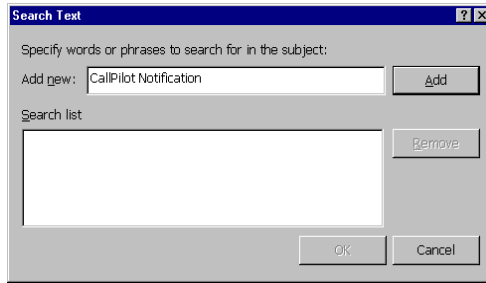 Search Text
Specify words or phrases to search for in the subject:
Add new: CallPilot Notification Add
Search list
Remove
OK Cancel